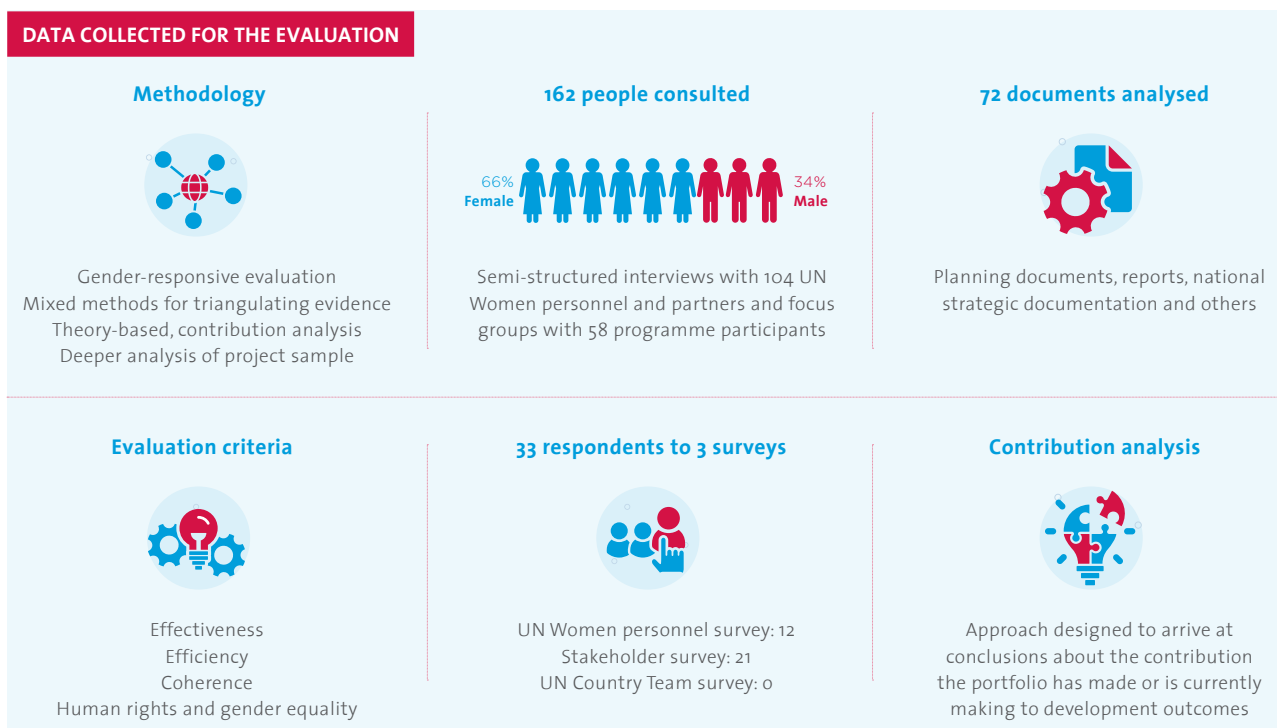 DATA COLLECTED FOR THE EVALUATION
Methodology
Gender-responsive evaluation
Mixed methods for triangulating evidence
Theory-based, contribution analysis
Deeper analysis of project sample
162 people consulted
66%
Female
34%
Male
Semi-structured interviews with 104 UN
Women personnel and partners and focus
groups with 58 programme participants
72 documents analysed
Planning documents, reports, national
strategic documentation and others
Evaluation criteria
Effectiveness
Efficiency
Coherence
Human rights and gender equality
33 respondents to 3 surveys
UN Women personnel survey: 12
Stakeholder survey: 21
UN Country Team survey: 0
Contribution analysis
Approach designed to arrive at
conclusions about the contribution
the portfolio has made or is currently
making to development outcomes